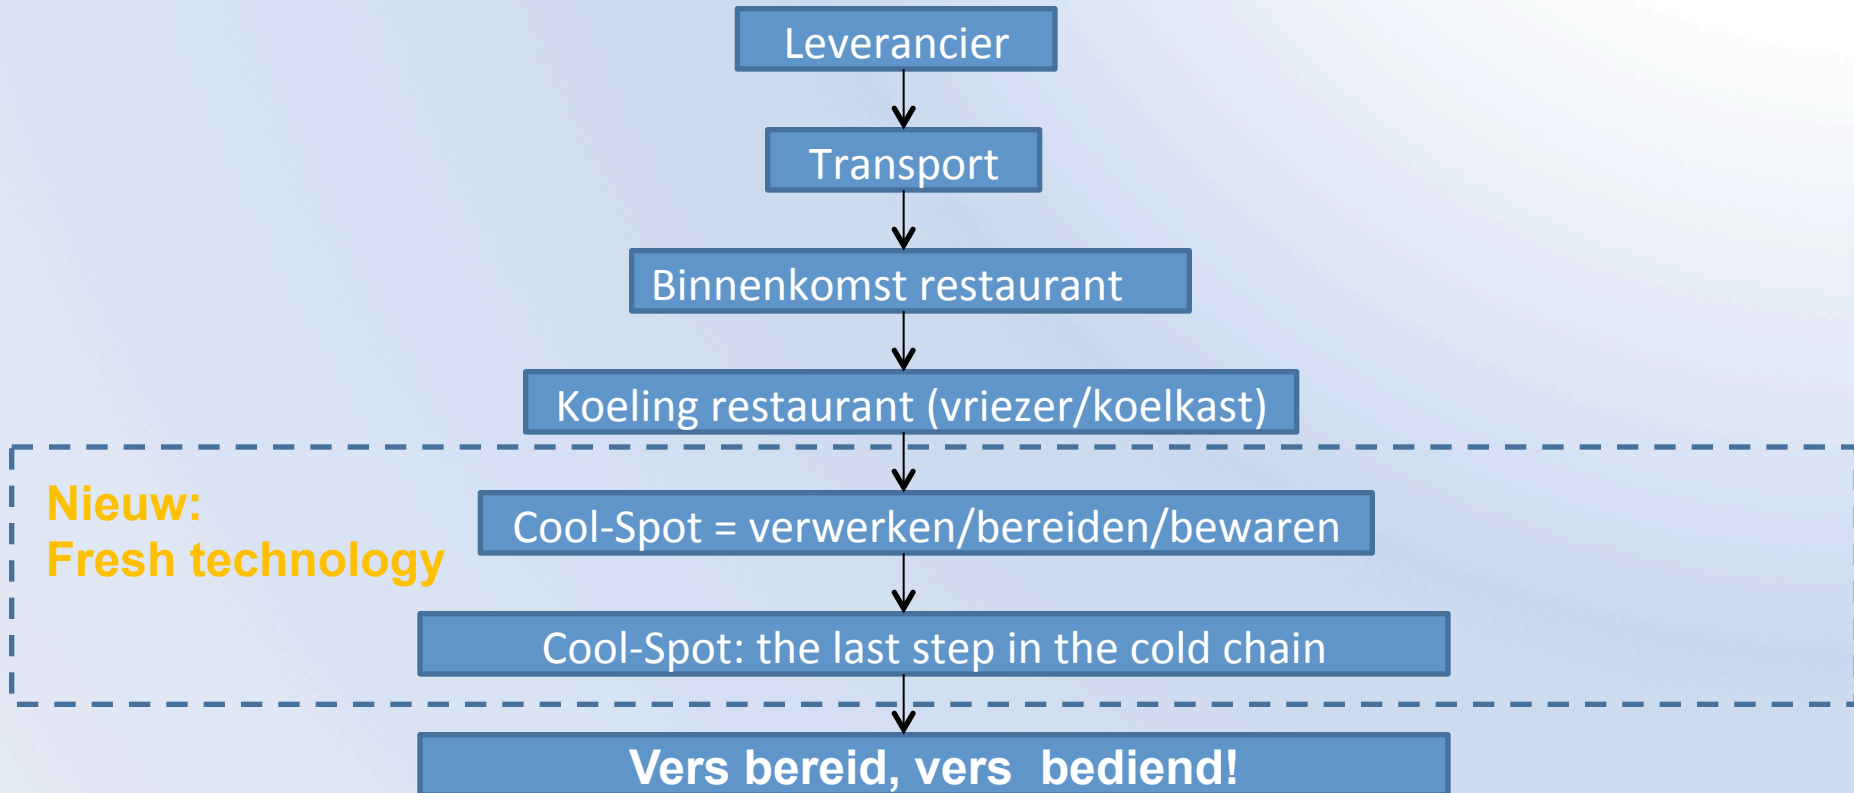 Leverancier
Transport
Binnenkomst restaurant
Koeling restaurant (vriezer/koelkast)
Nieuw:
Fresh technology
Cool-Spot = verwerken/bereiden/bewaren
Cool-Spot: the last step in the cold chain
Vers bereid, vers  bediend!